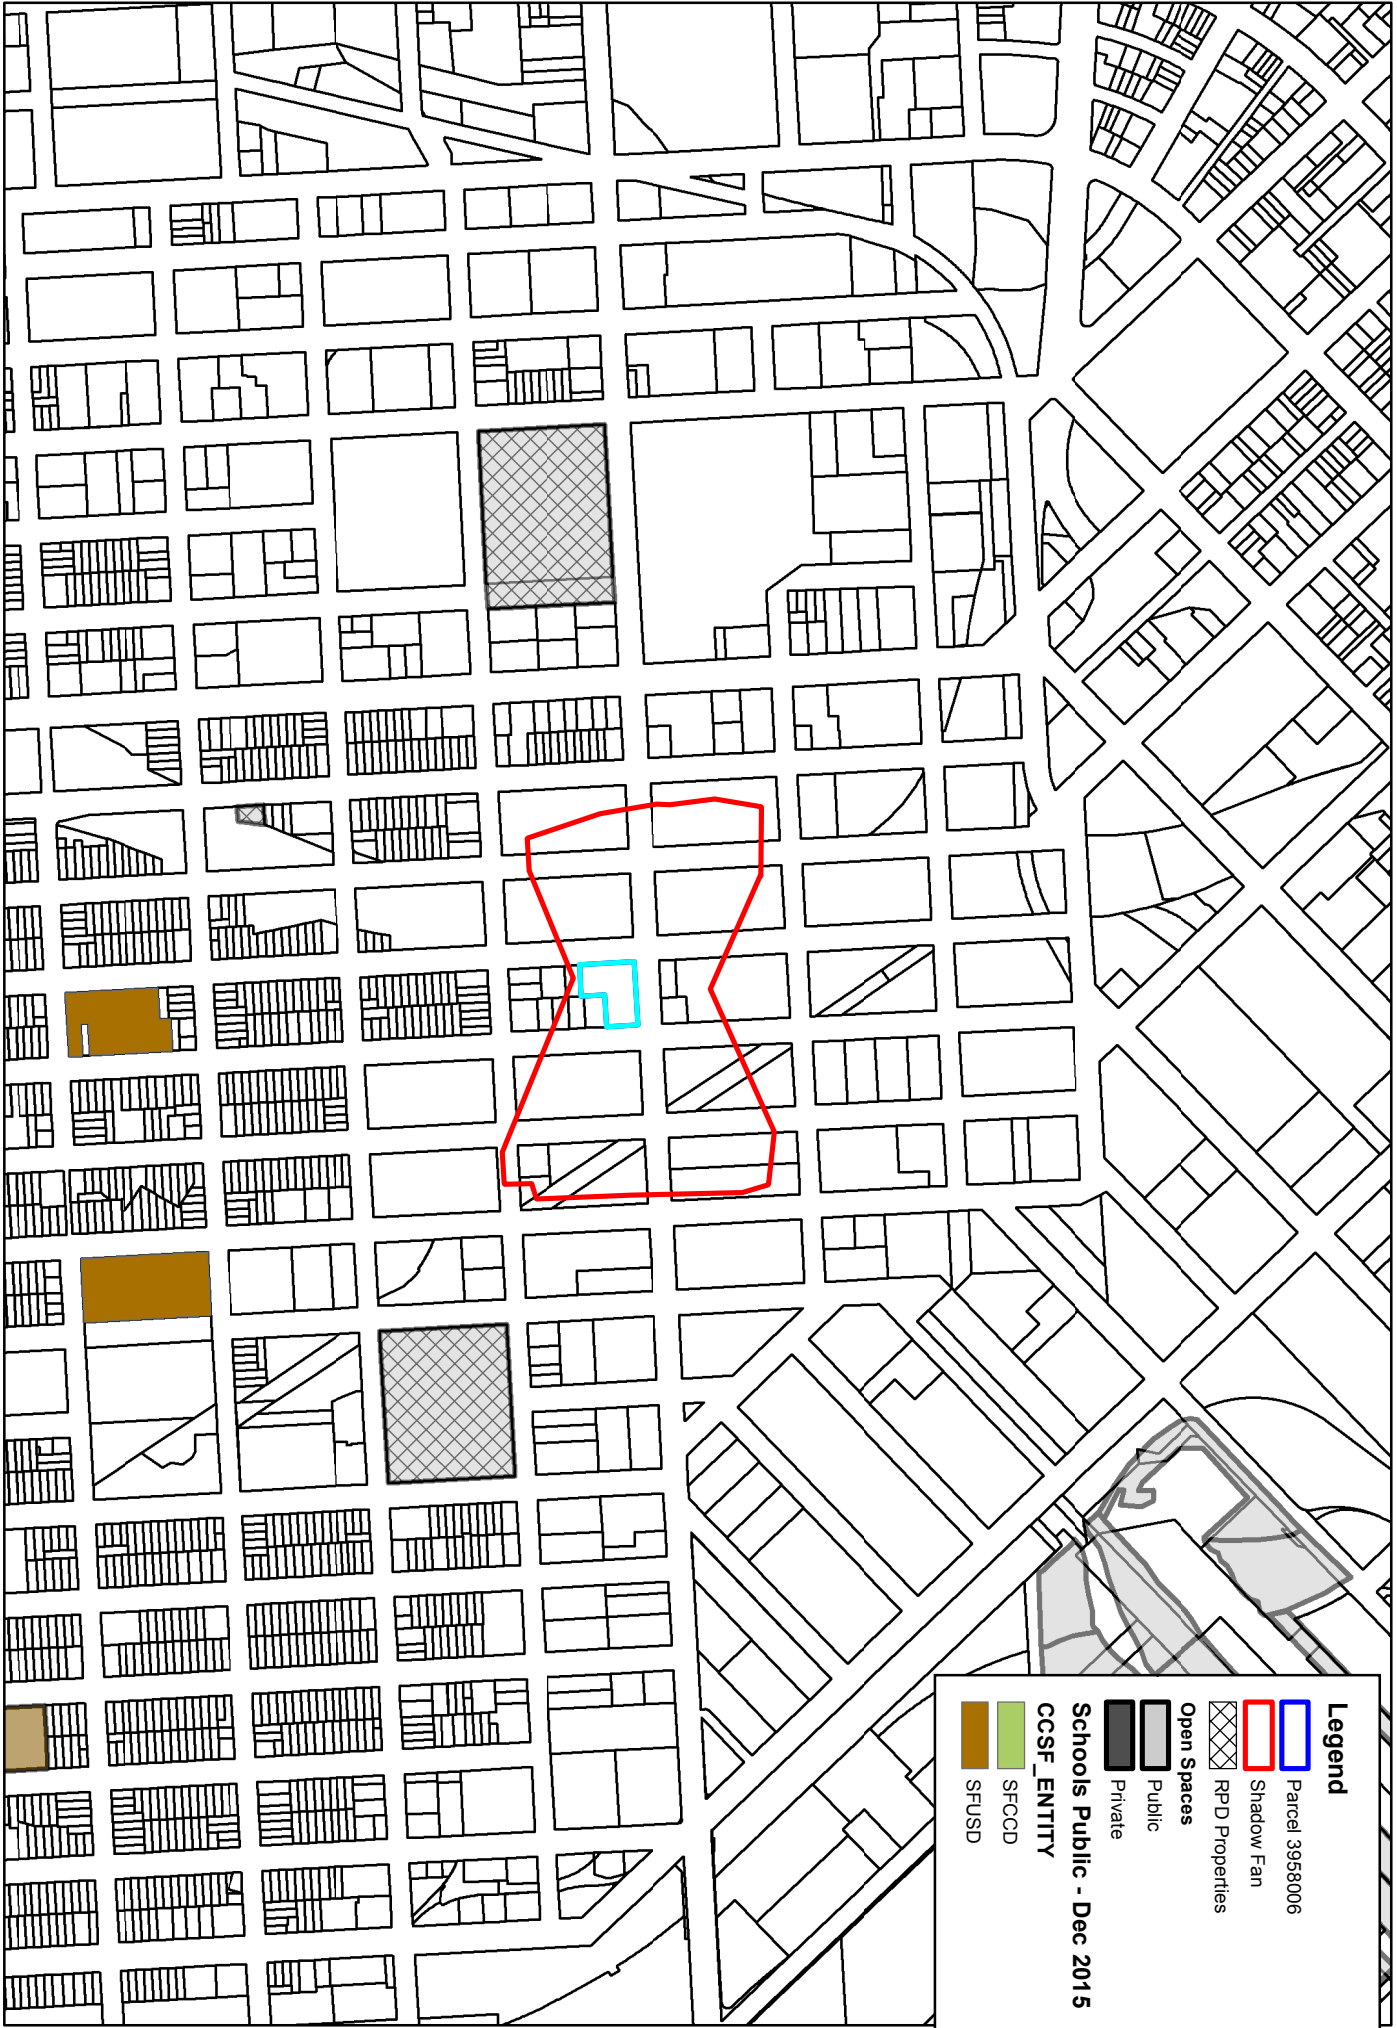 Legend
Parcel 3958006
Shadow Fan
RPD Properties
Open Spaces
Public
Private
Schools Public - Dec 2015
CCSF_ENTITY
SFCCD
SFUSD